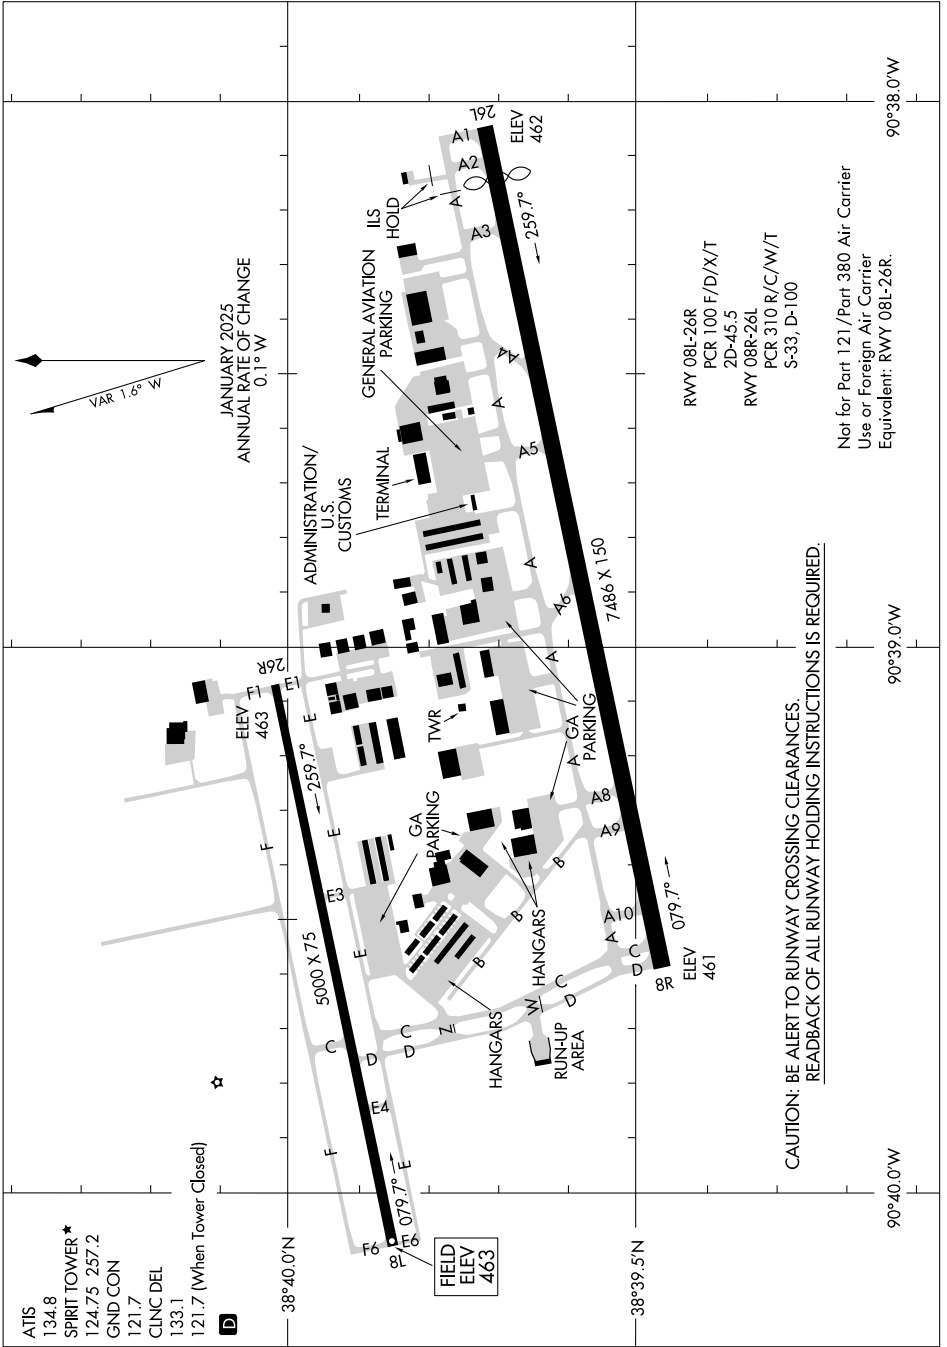 ATIS
134.8
SPIRIT TOWER★
124.75 257.2
GND CON
121.7
CLNC DEL
133.1
121.7 (When Tower Closed)
D
JANUARY 2025
ANNUAL RATE OF CHANGE
0.1° W
VAR 1.6° W
38°40.0'N
38°39.5'N
90°40.0'W
90°39.0'W
90°38.0'W
FIELD
ELEV
463
8L
F6
E6
079.7°
E
F
E4
C
D
5000 X 75
E
E3
F
E
259.7°
E
ELEV
463
F1
E1
26R
ADMINISTRATION/
U.S.
CUSTOMS
TERMINAL
GENERAL AVIATION
PARKING
ILS
HOLD
GA
PARKING
TWR
HANGARS
HANGARS
GA
PARKING
RUN-UP
AREA
C
D
Z
W
C
D
B
B
B
C
D
A
A10
A9
A8
A
A
A6
A
A5
A
A4
A3
A
A2
A1
26L
ELEV
462
259.7°
7486 X 150
079.7°
8R
ELEV
461
RWY 08L-26R
PCR 100 F/D/X/T
2D-45.5
RWY 08R-26L
PCR 310 R/C/W/T
S-33, D-100
Not for Part 121/Part 380 Air Carrier
Use or Foreign Air Carrier
Equivalent: RWY 08L-26R.
CAUTION: BE ALERT TO RUNWAY CROSSING CLEARANCES.
READBACK OF ALL RUNWAY HOLDING INSTRUCTIONS IS REQUIRED.